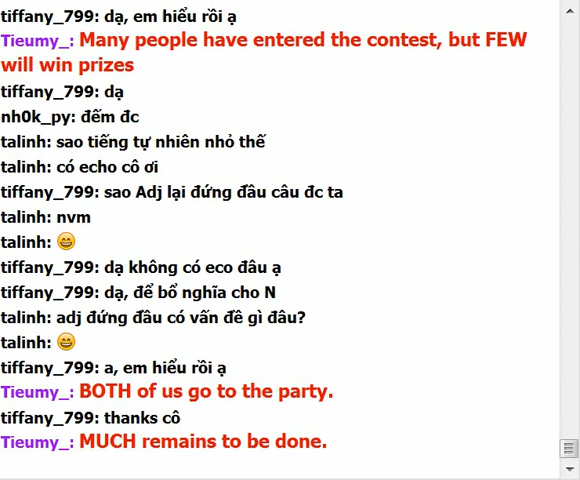 tiffany_799: dạ, em hiểu rồi ạ
Tieumy_: Many people have entered the contest, but FEW
will win prizes
tiffany_799: dạ
nh0k_py: đếm đc
talinh: sao tiếng tự nhiên nhỏ thế
talinh: có echo cô ơi
tiffany_799: sao Adj lại đứng đầu câu đc ta
talinh: nvm
talinh: 😄
tiffany_799: dạ không có eco đâu ạ
tiffany_799: dạ, để bổ nghĩa cho N
talinh: adj đứng đầu có vấn đề gì đâu?
talinh: 😄
tiffany_799: a, em hiểu rồi ạ
Tieumy_: BOTH of us go to the party.
tiffany_799: thanks cô
Tieumy_: MUCH remains to be done.